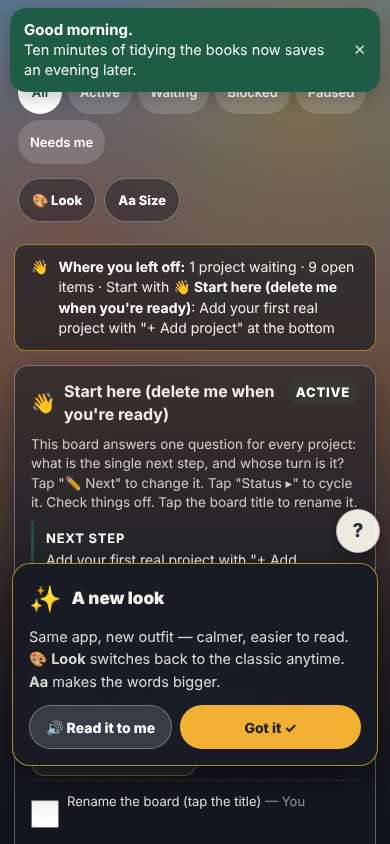 Good morning.
Ten minutes of tidying the books now saves
an evening later.
×
All Active Waiting Blocked Paused
Needs me
🎨 Look Aa Size
👋 Where you left off: 1 project waiting · 9 open
items · Start with 👋 Start here (delete me
when you're ready): Add your first real
project with "+ Add project" at the bottom
👋 Start here (delete me when
you're ready)
ACTIVE
This board answers one question for every project:
what is the single next step, and whose turn is it?
Tap "✏️ Next" to change it. Tap "Status ▸" to cycle
it. Check things off. Tap the board title to rename it.
?
NEXT STEP
Add your first real project with "+ Add
✨ A new look
Same app, new outfit — calmer, easier to read.
🎨 Look switches back to the classic anytime.
Aa makes the words bigger.
🔊 Read it to me
Got it ✓
Rename the board (tap the title) — You